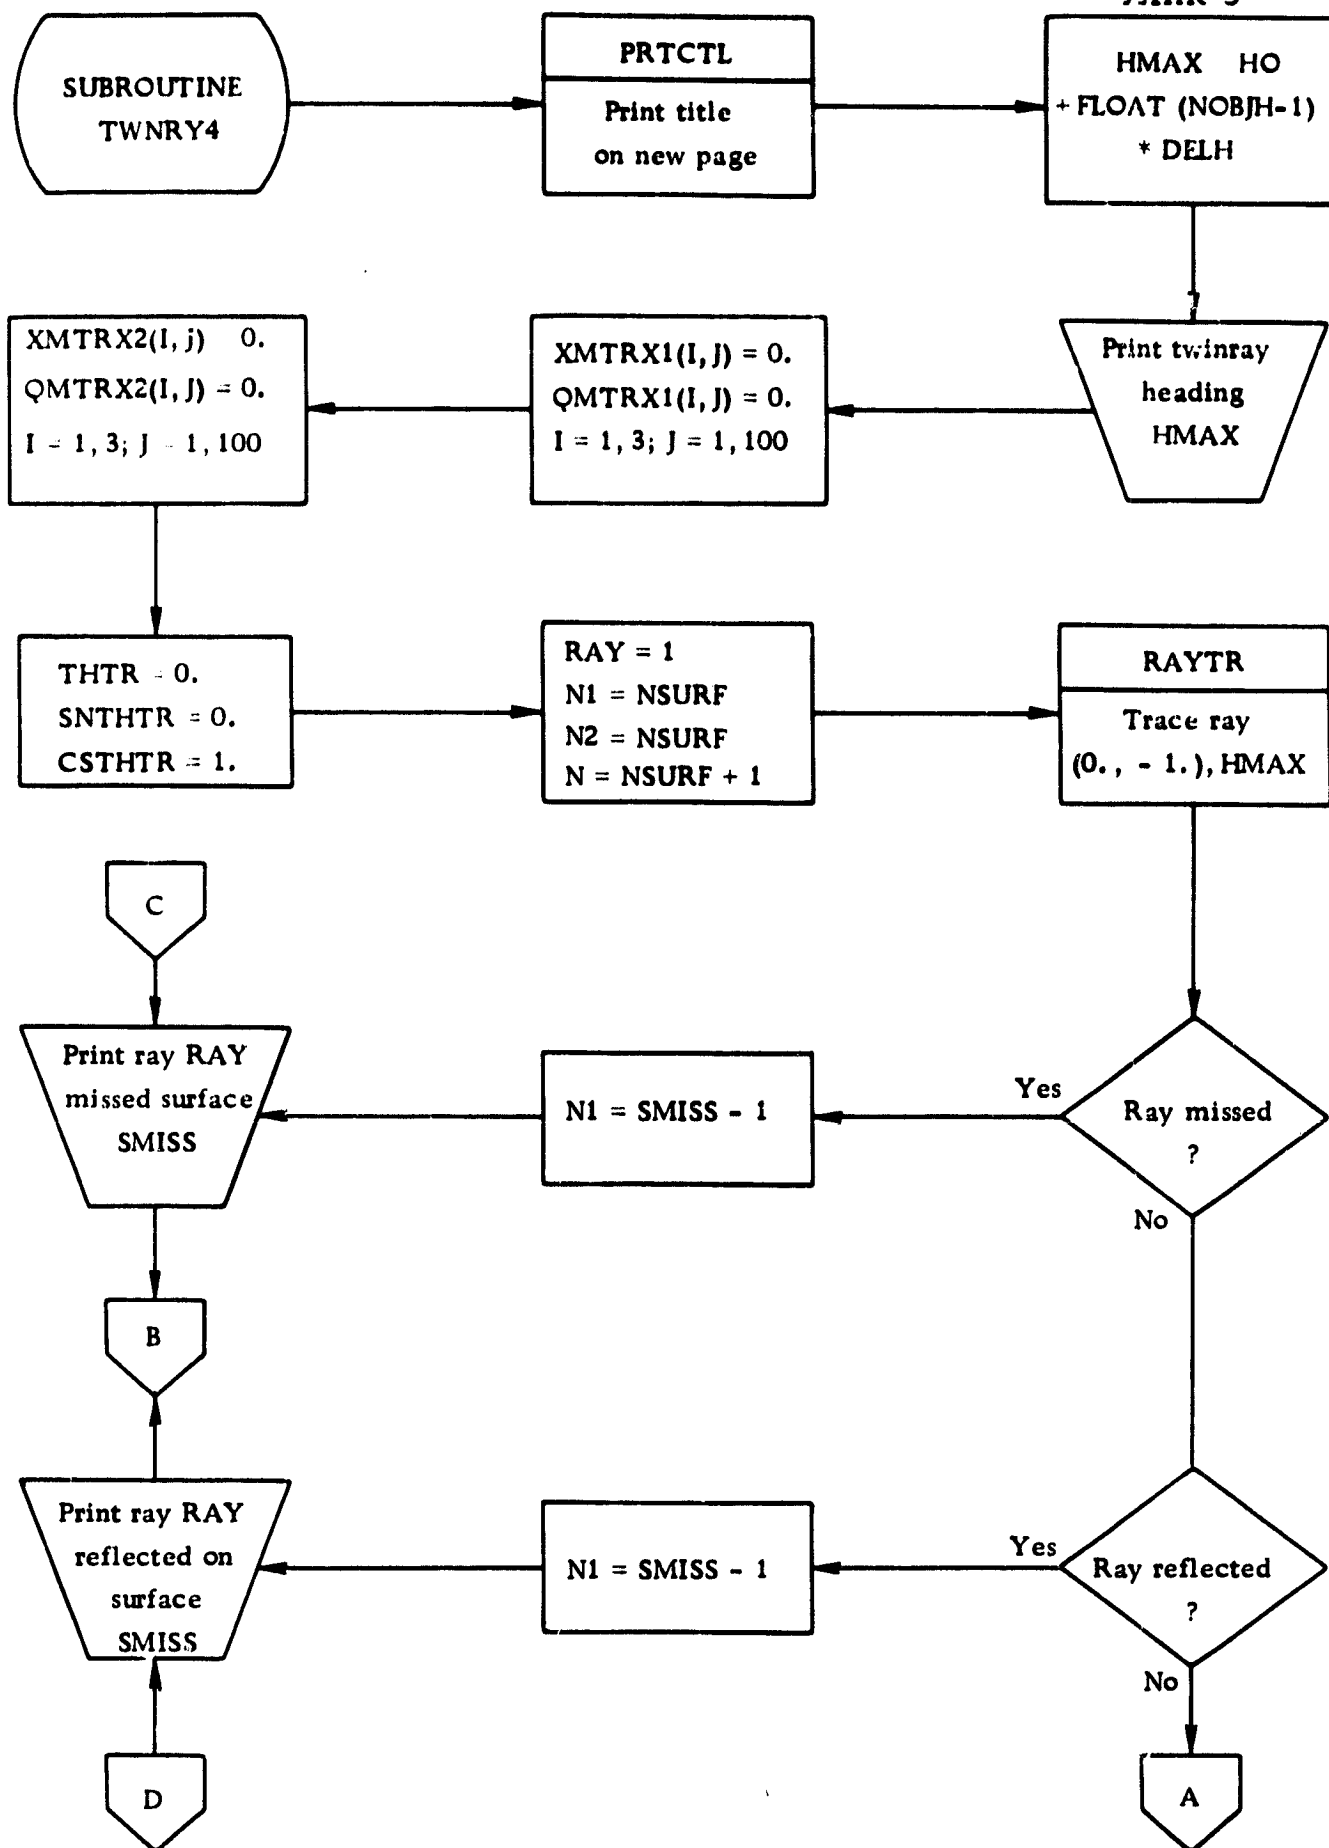 SUBROUTINE
TWNRY4
PRTCTL
Print title
on new page
HMAX HO
+ FLOAT (NOBJH-1)
* DELH
Print twinray
heading
HMAX
XMTRX1(I, J) = 0.
QMTRX1(I, J) = 0.
I = 1, 3; J = 1, 100
XMTRX2(I, j) 0.
QMTRX2(I, J) = 0.
I = 1, 3; J - 1, 100
THTR = 0.
SNTHTR = 0.
CSTHTR = 1.
RAY = 1
N1 = NSURF
N2 = NSURF
N = NSURF + 1
RAYTR
Trace ray
(0., - 1.), HMAX
C
Print ray RAY
missed surface
SMISS
N1 = SMISS - 1
Yes
Ray missed
?
No
B
Print ray RAY
reflected on
surface
SMISS
N1 = SMISS - 1
Yes
Ray reflected
?
No
D
A